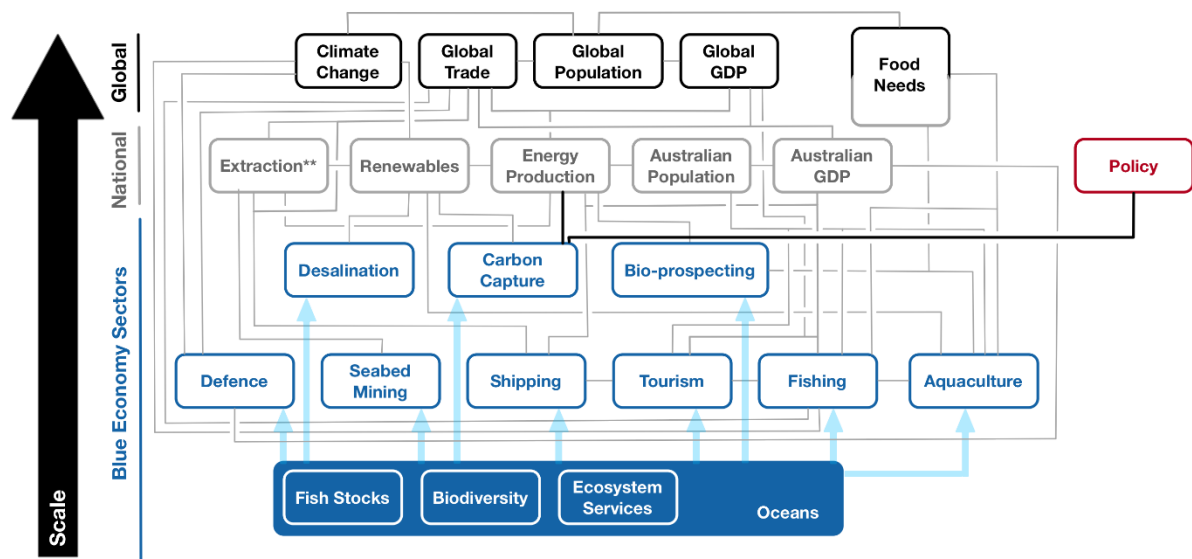 Global
Climate
Change
Global
Trade
Global
Population
Global
GDP
Food
Needs
National
Extraction**
Renewables
Energy
Production
Australian
Population
Australian
GDP
Policy
Blue Economy Sectors
Desalination
Carbon
Capture
Bio-prospecting
Defence
Seabed
Mining
Shipping
Tourism
Fishing
Aquaculture
Fish Stocks
Biodiversity
Ecosystem
Services
Oceans
Scale